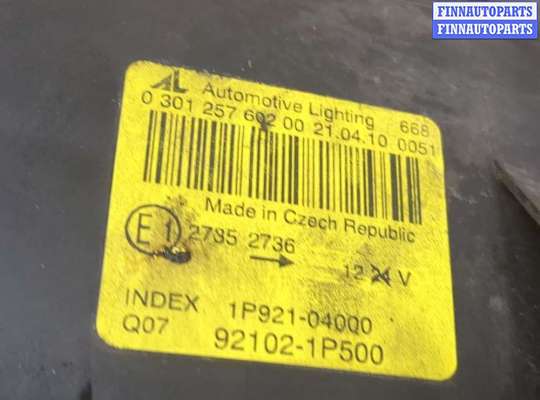 FINNAUTOPARTS
FINNAUTOPARTS
AL Automotive Lighting 668
0 301 257 602 00 21.04.10 0051
Made in Czech Republic
E1 2735 2736
12 24 V
INDEX 1P921-04000
Q07 92102-1P500